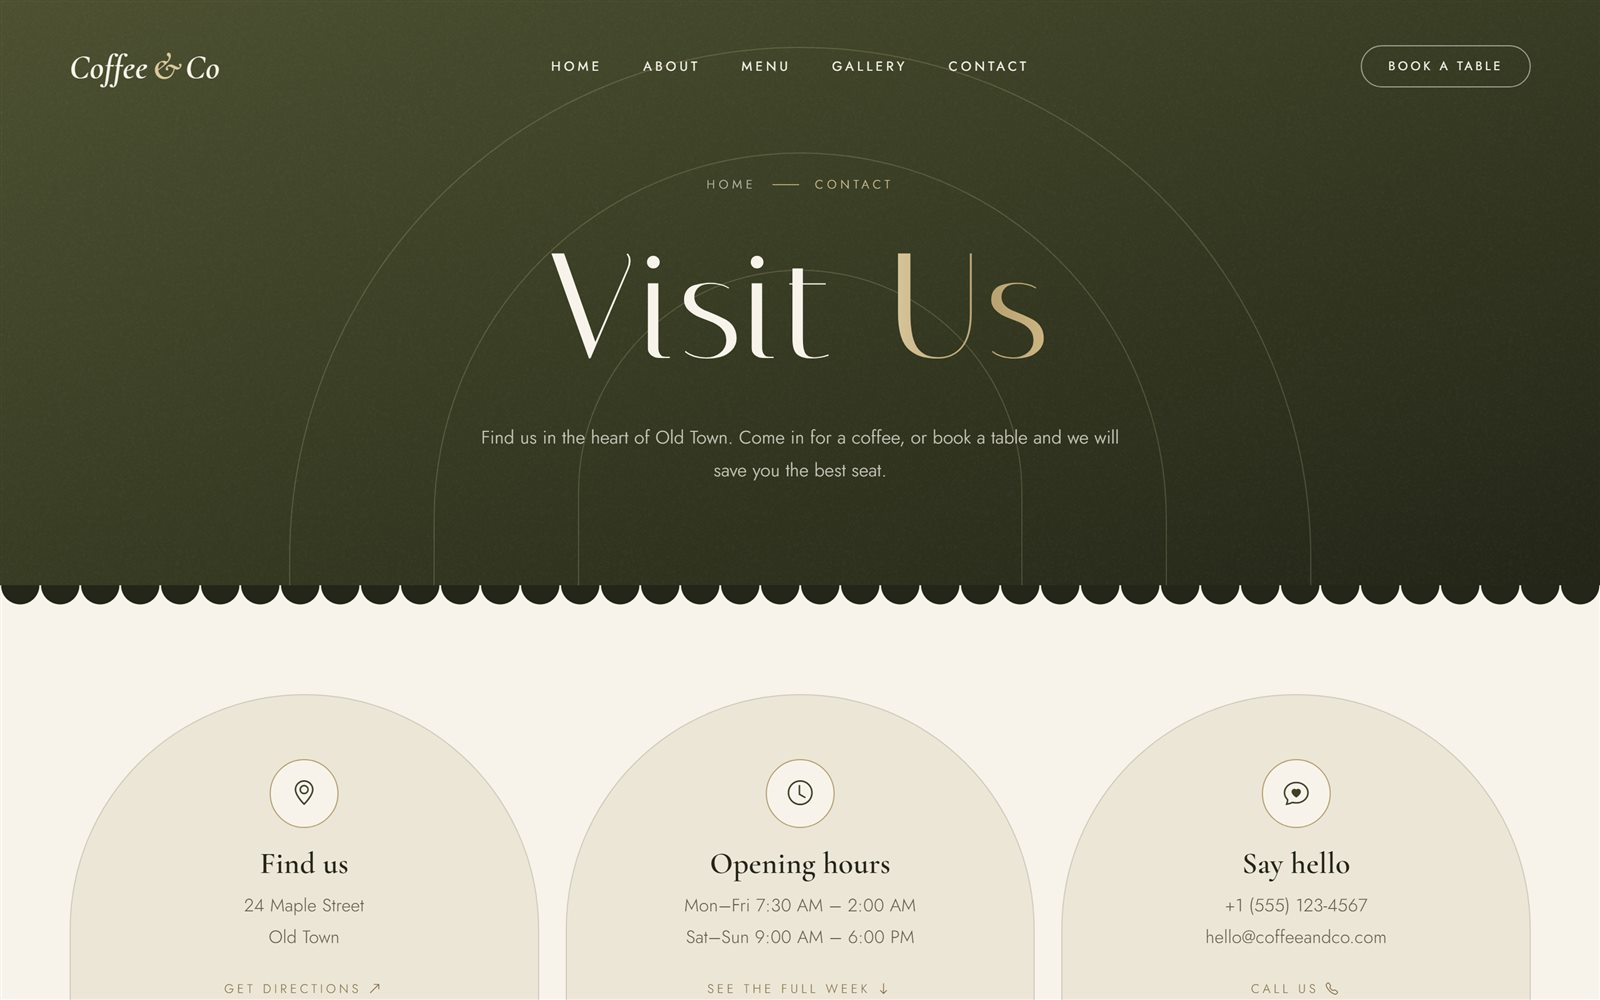 Coffee & Co
HOME ABOUT MENU GALLERY CONTACT
BOOK A TABLE
HOME — CONTACT
Visit Us
Find us in the heart of Old Town. Come in for a coffee, or book a table and we will
save you the best seat.
Find us
24 Maple Street
Old Town
GET DIRECTIONS ↗
Opening hours
Mon–Fri 7:30 AM – 2:00 AM
Sat–Sun 9:00 AM – 6:00 PM
SEE THE FULL WEEK ↓
Say hello
+1 (555) 123-4567
hello@coffeeandco.com
CALL US